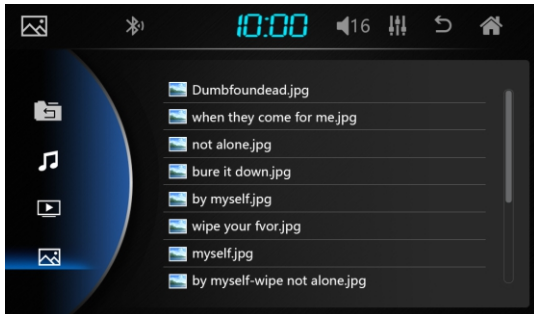 10:00
16
Dumbfoundead.jpg
when they come for me.jpg
not alone.jpg
bure it down.jpg
by myself.jpg
wipe your fvor.jpg
myself.jpg
by myself-wipe not alone.jpg